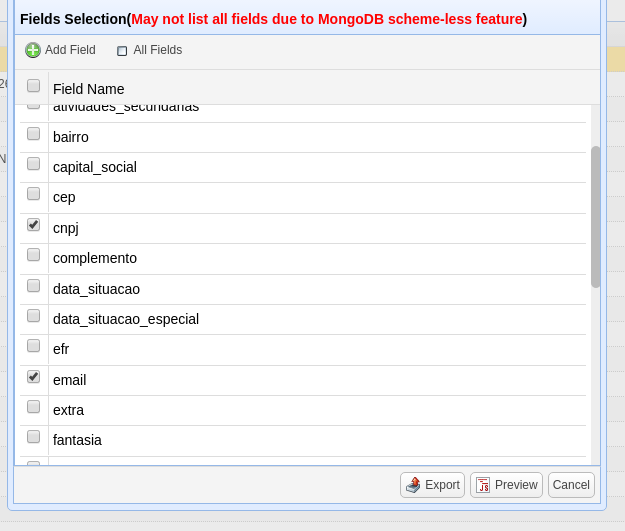 Fields Selection(May not list all fields due to MongoDB scheme-less feature)
Add Field All Fields
Field Name
atividades_secundarias
bairro
capital_social
cep
cnpj
complemento
data_situacao
data_situacao_especial
efr
email
extra
fantasia
Export Preview Cancel